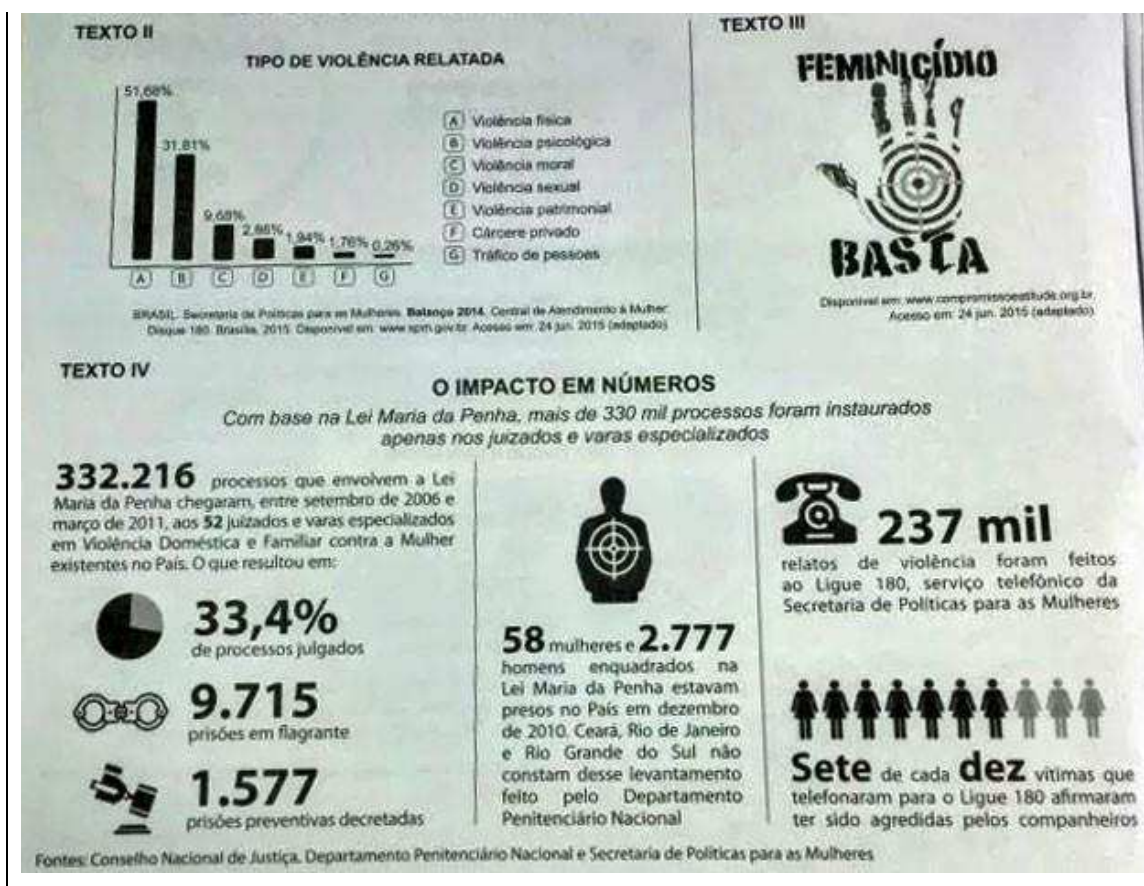 TEXTO II
TIPO DE VIOLÊNCIA RELATADA
51,68%
31,81%
9,68%
2,86%
1,94%
1,76%
0,26%
A
B
C
D
E
F
G
A Violência física
B Violência psicológica
C Violência moral
D Violência sexual
E Violência patrimonial
F Cárcere privado
G Tráfico de pessoas
BRASIL. Secretaria de Políticas para as Mulheres. Balanço 2014. Central de Atendimento à Mulher:
Disque 180. Brasília, 2015. Disponível em: www.spm.gov.br. Acesso em: 24 jun. 2015 (adaptado).
TEXTO III
FEMINICÍDIO
BASTA
Disponível em: www.compromissoeatitude.org.br.
Acesso em: 24 jun. 2015 (adaptado).
TEXTO IV
O IMPACTO EM NÚMEROS
Com base na Lei Maria da Penha, mais de 330 mil processos foram instaurados
apenas nos juizados e varas especializados
332.216 processos que envolvem a Lei
Maria da Penha chegaram, entre setembro de 2006 e
março de 2011, aos 52 juizados e varas especializados
em Violência Doméstica e Familiar contra a Mulher
existentes no País. O que resultou em:
33,4%
de processos julgados
9.715
prisões em flagrante
1.577
prisões preventivas decretadas
58 mulheres e 2.777
homens enquadrados na
Lei Maria da Penha estavam
presos no País em dezembro
de 2010. Ceará, Rio de Janeiro
e Rio Grande do Sul não
constam desse levantamento
feito pelo Departamento
Penitenciário Nacional
237 mil
relatos de violência foram feitos
ao Ligue 180, serviço telefônico da
Secretaria de Políticas para as Mulheres
Sete de cada dez vítimas que
telefonaram para o Ligue 180 afirmaram
ter sido agredidas pelos companheiros
Fontes: Conselho Nacional de Justiça, Departamento Penitenciário Nacional e Secretaria de Políticas para as Mulheres